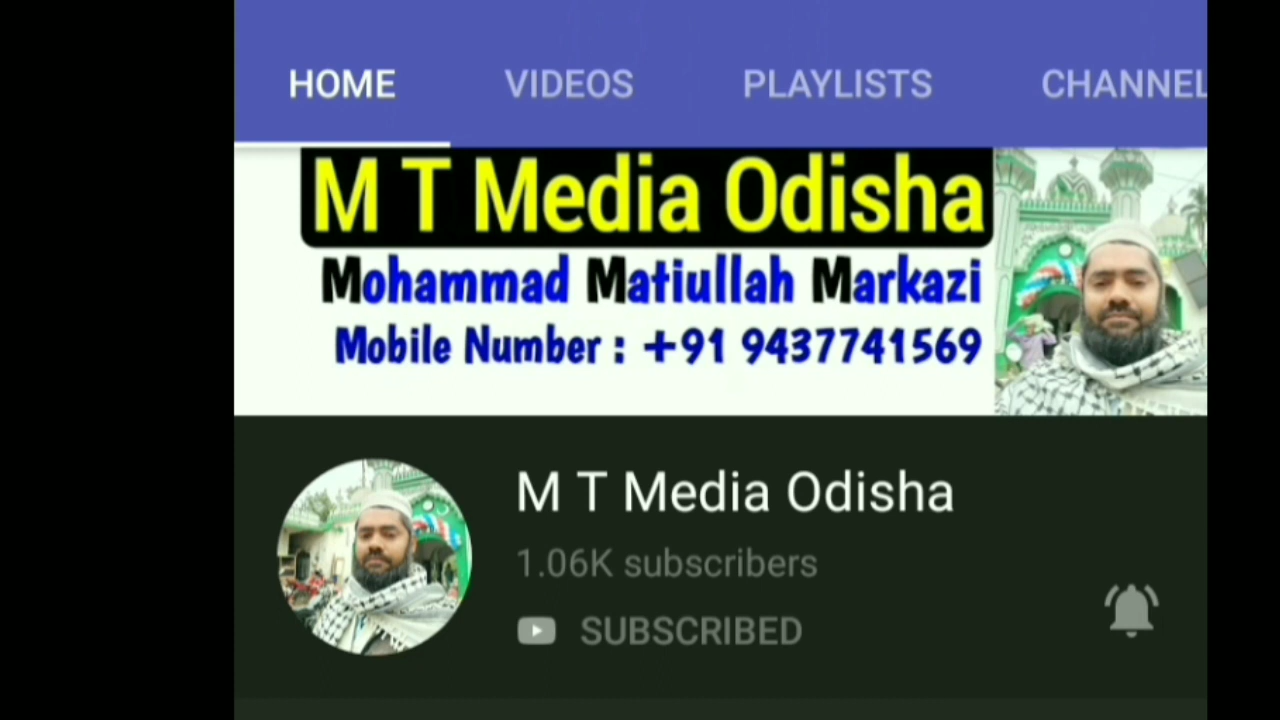 HOME VIDEOS PLAYLISTS CHANNEL
M T Media Odisha
Mohammad Matiullah Markazi
Mobile Number : +91 9437741569
M T Media Odisha
1.06K subscribers
SUBSCRIBED